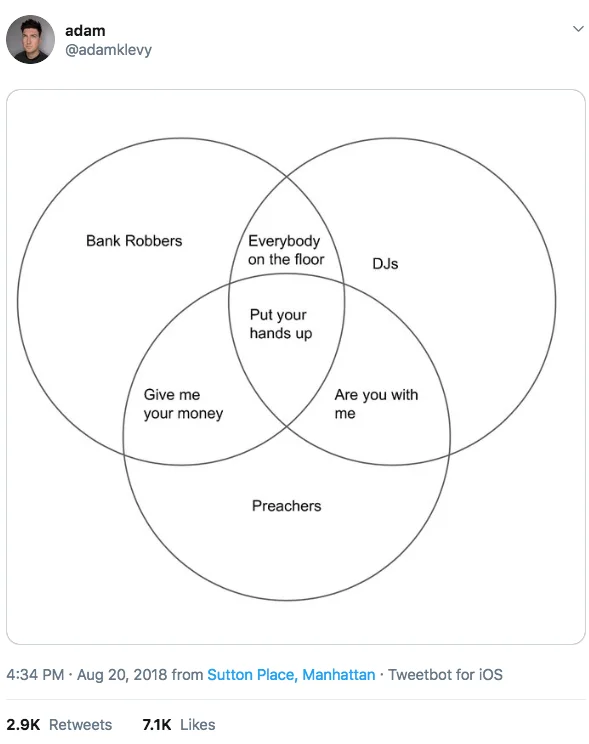 adam
@adamklevy
Bank Robbers
Everybody
on the floor
DJs
Put your
hands up
Give me
your money
Are you with
me
Preachers
4:34 PM · Aug 20, 2018 from Sutton Place, Manhattan · Tweetbot for iOS
2.9K Retweets 7.1K Likes